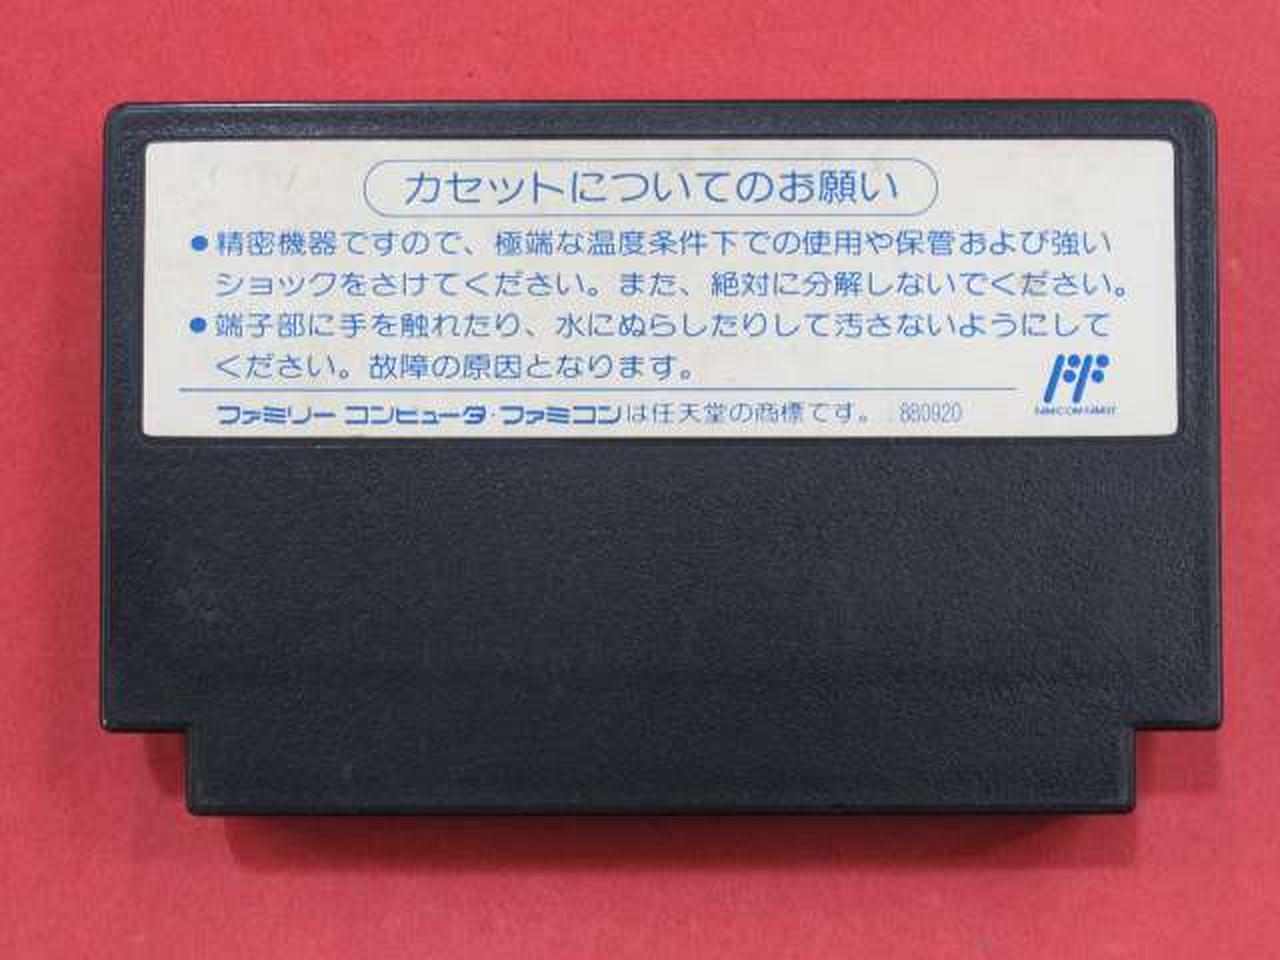 カセットについてのお願い
●精密機器ですので、極端な温度条件下での使用や保管および強い
ショックをさけてください。また、絶対に分解しないでください。
●端子部に手を触れたり、水にぬらしたりして汚さないようにして
ください。故障の原因となります。
ファミリー コンピュータ・ファミコンは任天堂の商標です。 880920
FF
FAMICOM FAMILY